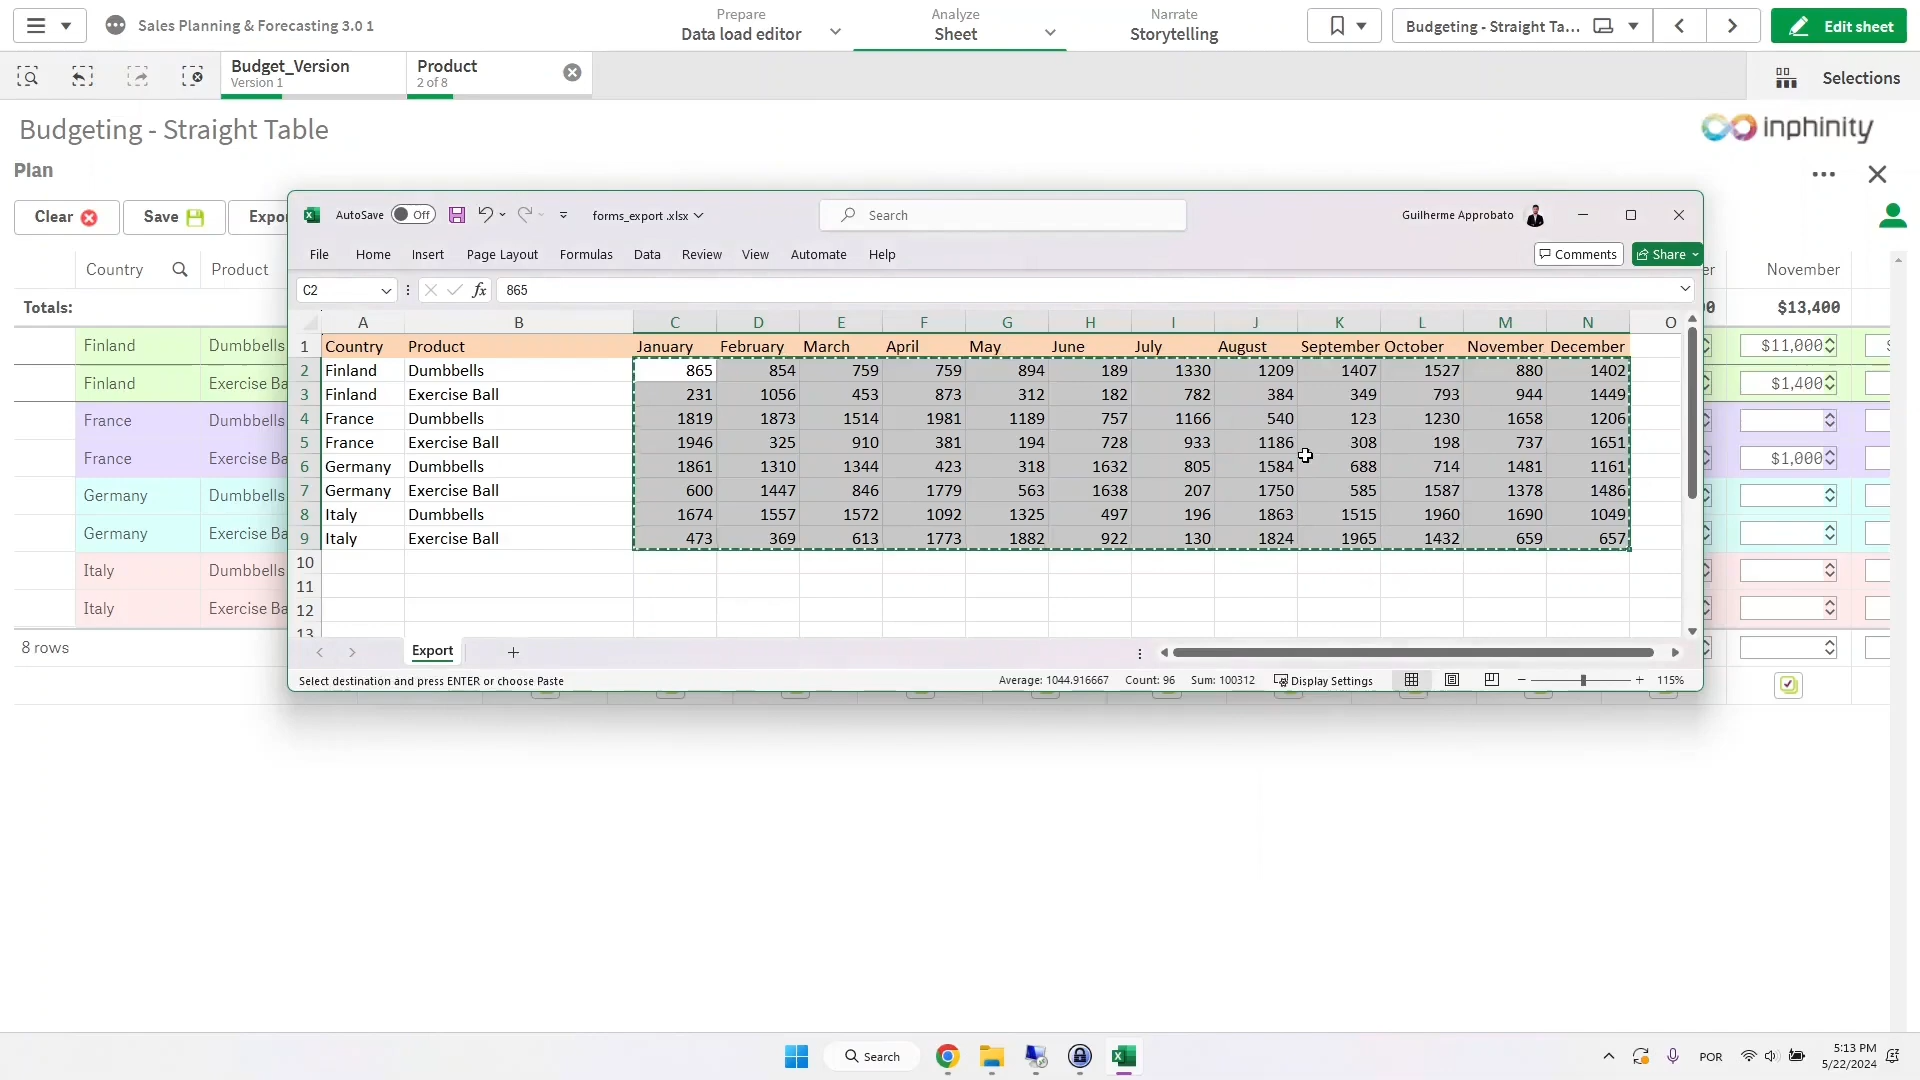 Sales Planning & Forecasting 3.0 1
Prepare
Data load editor
Analyze
Sheet
Narrate
Storytelling
Budgeting - Straight Ta...
Edit sheet
Budget_Version
Version 1
Product
2 of 8
Selections
Budgeting - Straight Table
inphinity
Plan
Clear
Save
Expo
AutoSave Off
forms_export .xlsx
Search
Guilherme Approbato
File Home Insert Page Layout Formulas Data Review View Automate Help
Comments
Share
C2
fx 865
Country Product
November
Totals:
$13,400
Finland Dumbbells
$11,000
Finland Exercise Ba
$1,400
France Dumbbells
France Exercise Ba
$1,000
Germany Dumbbells
Germany Exercise Ba
Italy Dumbbells
Italy Exercise Ba
8 rows
A B C D E F G H I J K L M N O
1 Country Product January February March April May June July August September October November December
2 Finland Dumbbells 865 854 759 759 894 189 1330 1209 1407 1527 880 1402
3 Finland Exercise Ball 231 1056 453 873 312 182 782 384 349 793 944 1449
4 France Dumbbells 1819 1873 1514 1981 1189 757 1166 540 123 1230 1658 1206
5 France Exercise Ball 1946 325 910 381 194 728 933 1186 308 198 737 1651
6 Germany Dumbbells 1861 1310 1344 423 318 1632 805 1584 688 714 1481 1161
7 Germany Exercise Ball 600 1447 846 1779 563 1638 207 1750 585 1587 1378 1486
8 Italy Dumbbells 1674 1557 1572 1092 1325 497 196 1863 1515 1960 1690 1049
9 Italy Exercise Ball 473 369 613 1773 1882 922 130 1824 1965 1432 659 657
10
11
12
13
Export
Select destination and press ENTER or choose Paste
Average: 1044.916667 Count: 96 Sum: 100312 Display Settings 115%
Search
POR
5:13 PM
5/22/2024